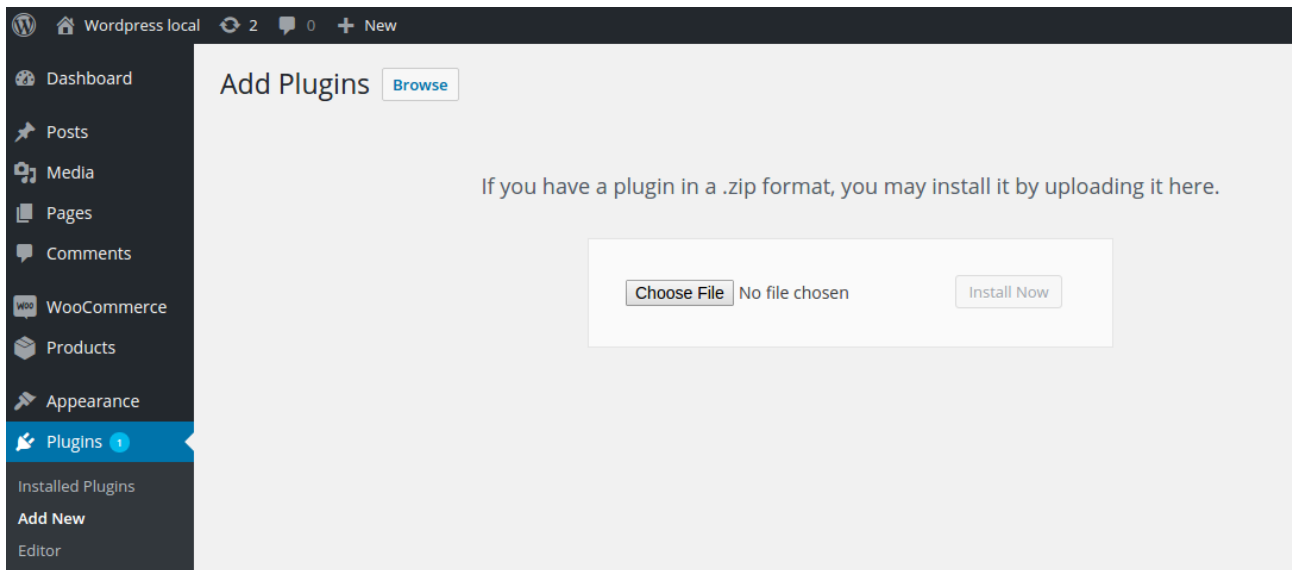 Wordpress local 2 0 New
Dashboard
Add Plugins Browse
Posts
Media
Pages
Comments
WooCommerce
Products
Appearance
Plugins 1
Installed Plugins
Add New
Editor
If you have a plugin in a .zip format, you may install it by uploading it here.
Choose File No file chosen Install Now